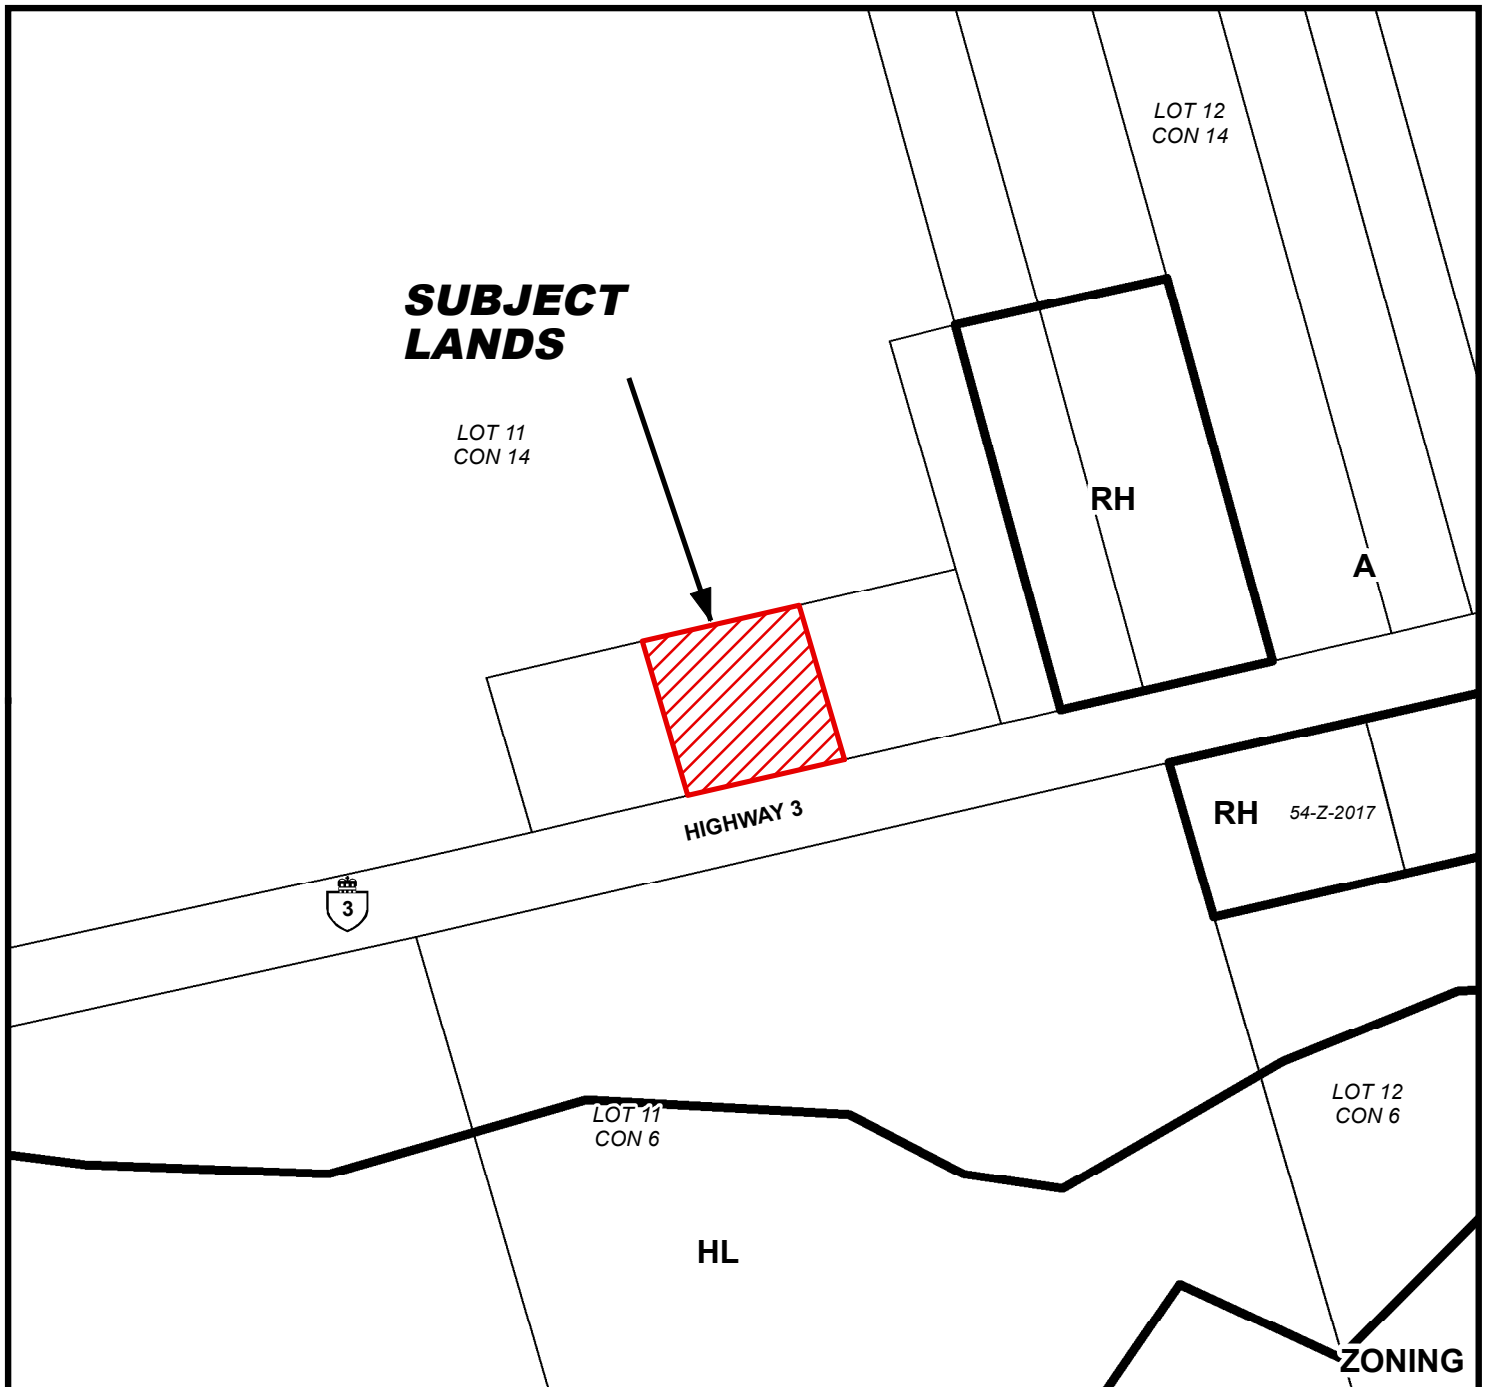 LOT 12
CON 14
SUBJECT
LANDS
LOT 11
CON 14
RH
A
HIGHWAY 3
RH
54-Z-2017
3
LOT 12
CON 6
LOT 11
CON 6
HL
ZONING